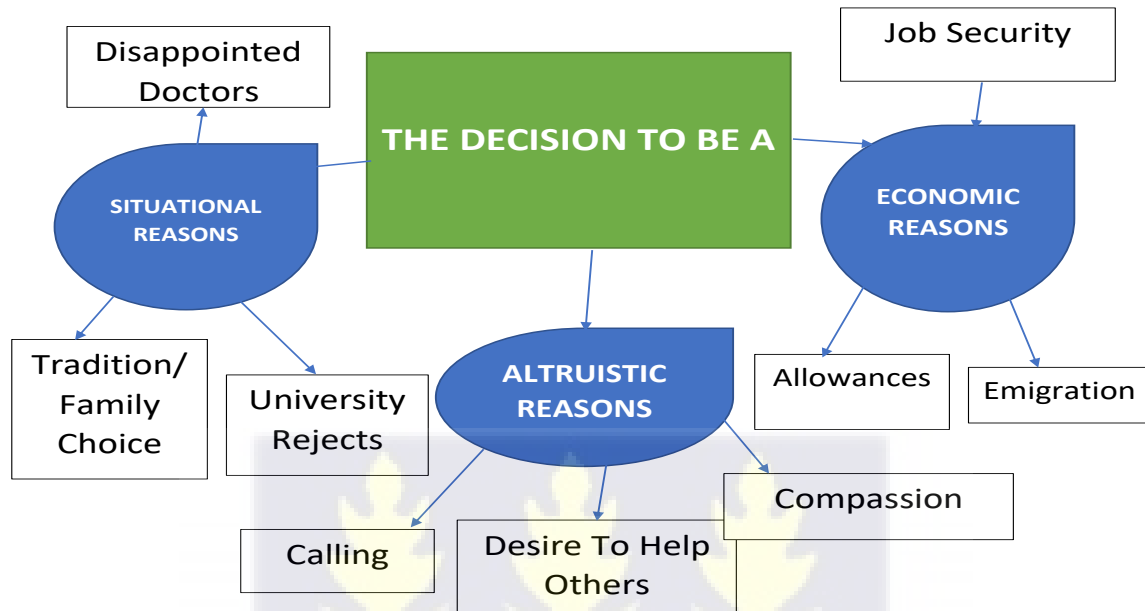 Disappointed
Doctors
THE DECISION TO BE A
Job Security
SITUATIONAL
REASONS
ECONOMIC
REASONS
Tradition/
Family
Choice
University
Rejects
ALTRUISTIC
REASONS
Allowances
Emigration
Calling
Desire To Help
Others
Compassion